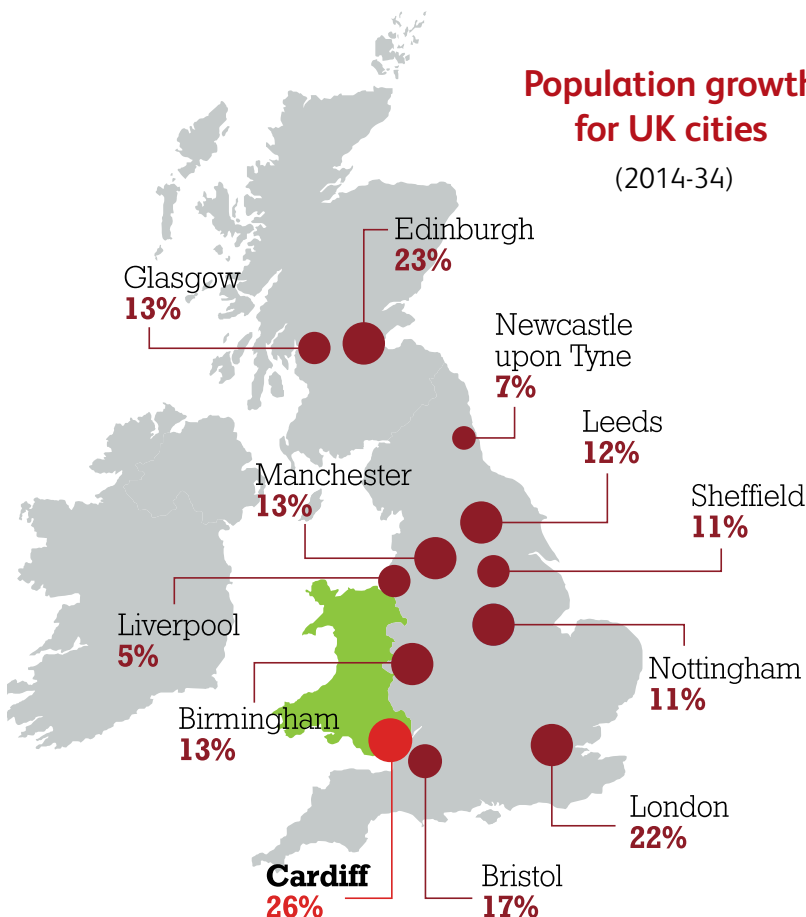 Population growth
for UK cities
(2014-34)
Edinburgh
23%
Glasgow
13%
Newcastle
upon Tyne
7%
Leeds
12%
Manchester
13%
Sheffield
11%
Liverpool
5%
Nottingham
11%
Birmingham
13%
London
22%
Cardiff
26%
Bristol
17%